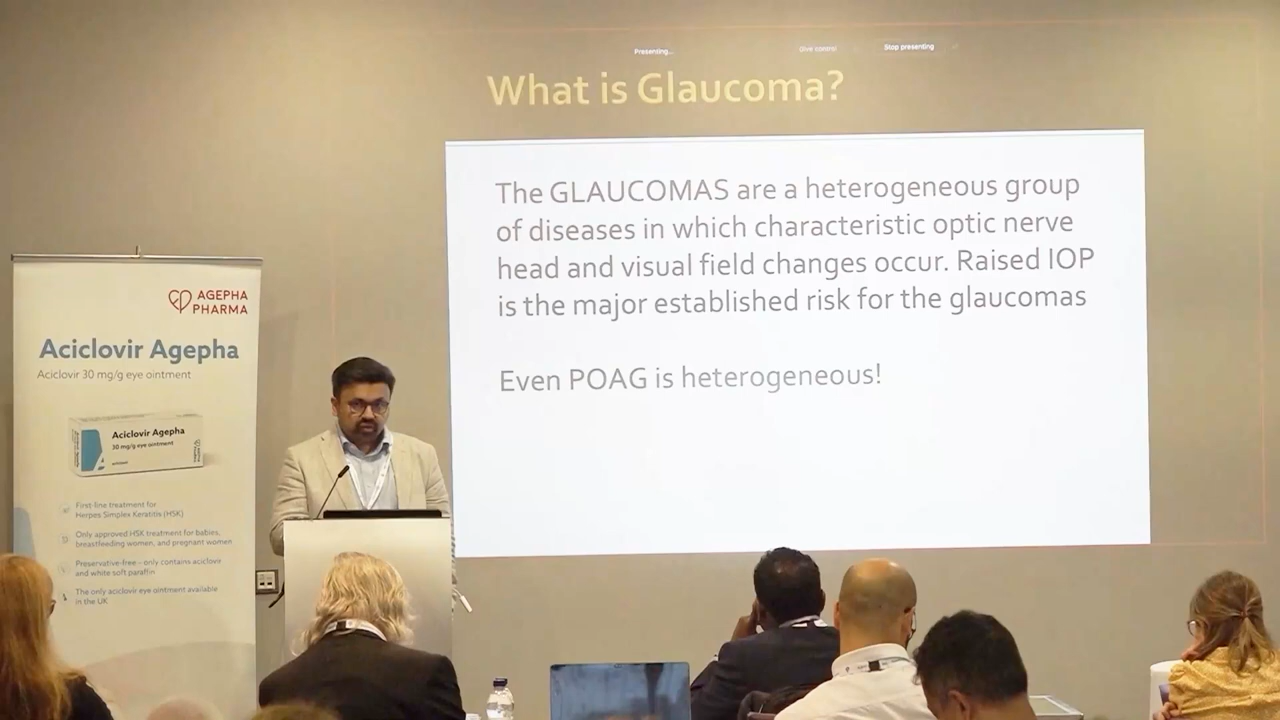 Presenting...
Give control
Stop presenting
What is Glaucoma?
The GLAUCOMAS are a heterogeneous group
of diseases in which characteristic optic nerve
head and visual field changes occur. Raised IOP
is the major established risk for the glaucomas
Even POAG is heterogeneous!
AGEPHA
PHARMA
Aciclovir Agepha
Aciclovir 30 mg/g eye ointment
Aciclovir Agepha
30 mg/g eye ointment
First-line treatment for
Herpes Simplex Keratitis (HSK)
Only approved HSK treatment for babies,
breastfeeding women, and pregnant women
Preservative-free – only contains aciclovir
and white soft paraffin
The only aciclovir eye ointment available
in the UK